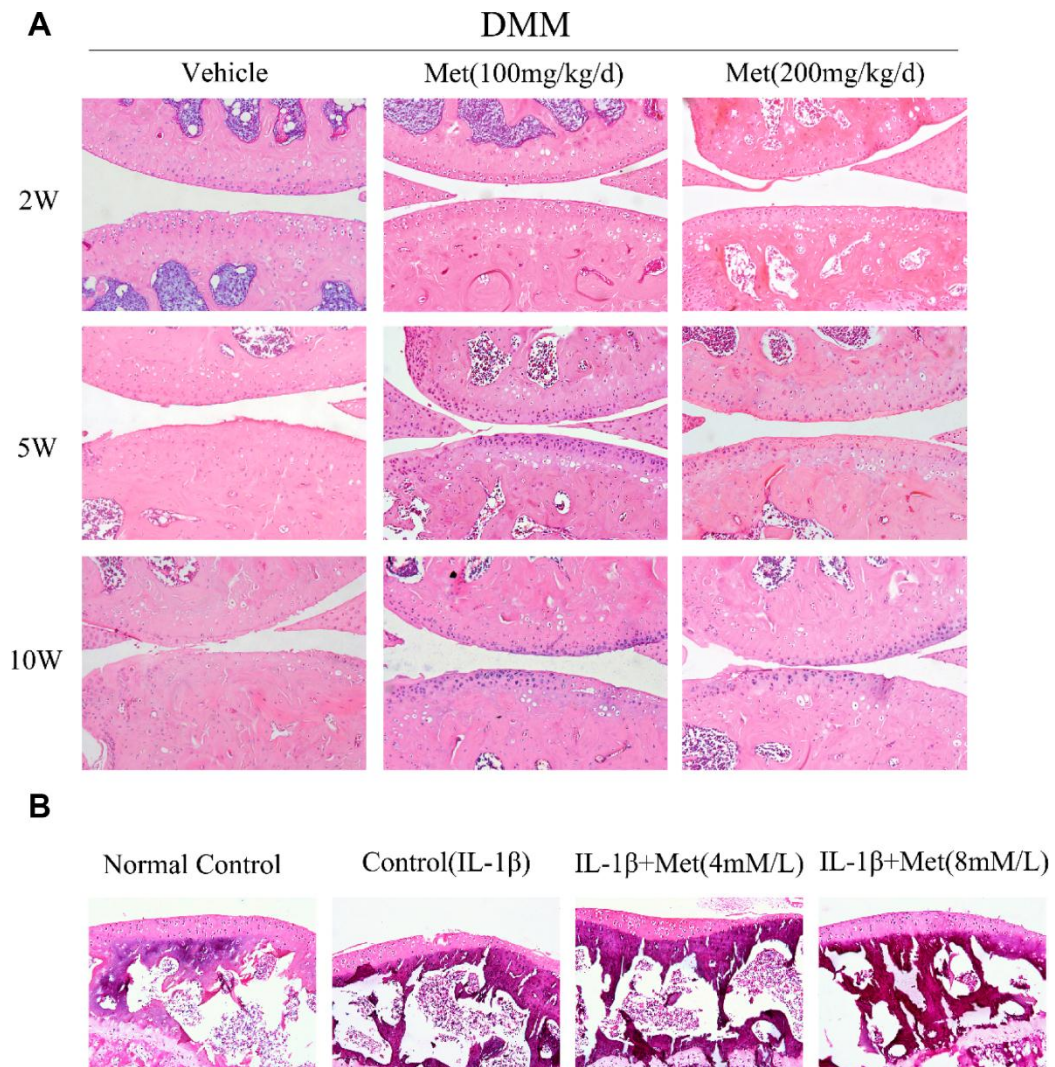 A
DMM
Vehicle Met(100mg/kg/d) Met(200mg/kg/d)
2W
5W
10W
B
Normal Control Control(IL-1β) IL-1β+Met(4mM/L) IL-1β+Met(8mM/L)